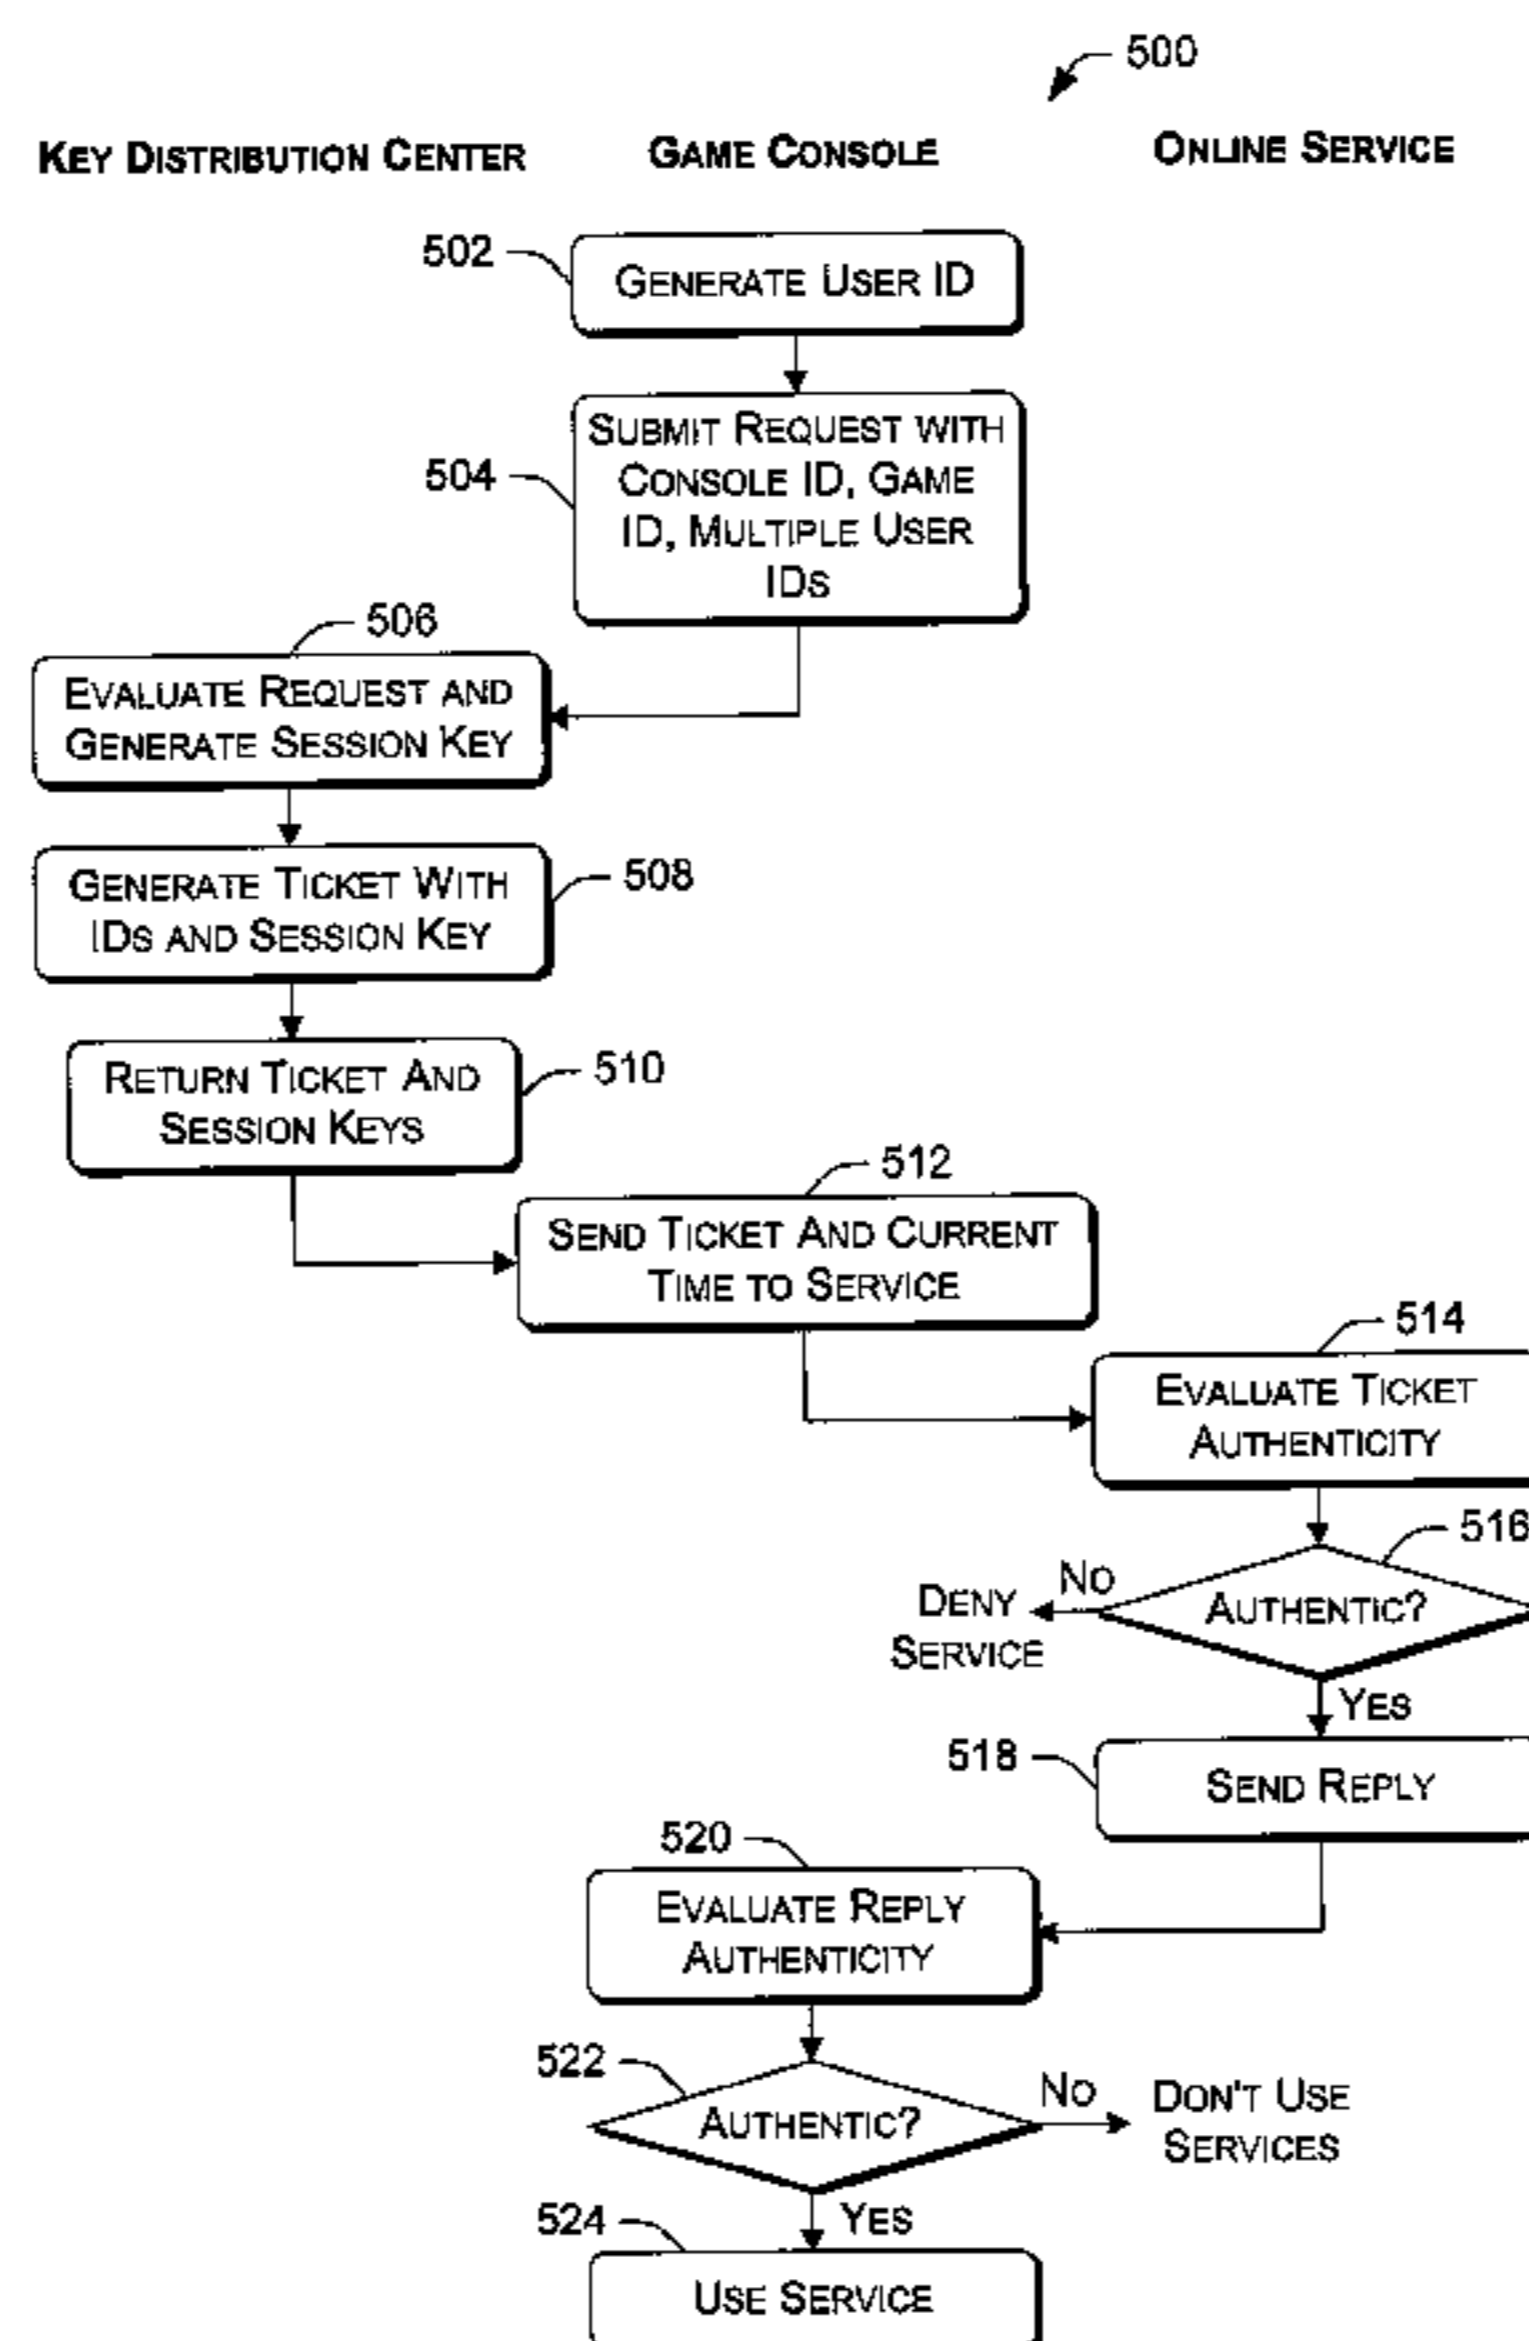 500
KEY DISTRIBUTION CENTER
GAME CONSOLE
ONLINE SERVICE
502
GENERATE USER ID
504
SUBMIT REQUEST WITH
CONSOLE ID, GAME
ID, MULTIPLE USER
IDS
506
EVALUATE REQUEST AND
GENERATE SESSION KEY
508
GENERATE TICKET WITH
IDS AND SESSION KEY
510
RETURN TICKET AND
SESSION KEYS
512
SEND TICKET AND CURRENT
TIME TO SERVICE
514
EVALUATE TICKET
AUTHENTICITY
516
AUTHENTIC?
NO
DENY
SERVICE
YES
518
SEND REPLY
520
EVALUATE REPLY
AUTHENTICITY
522
AUTHENTIC?
NO
DON'T USE
SERVICES
YES
524
USE SERVICE